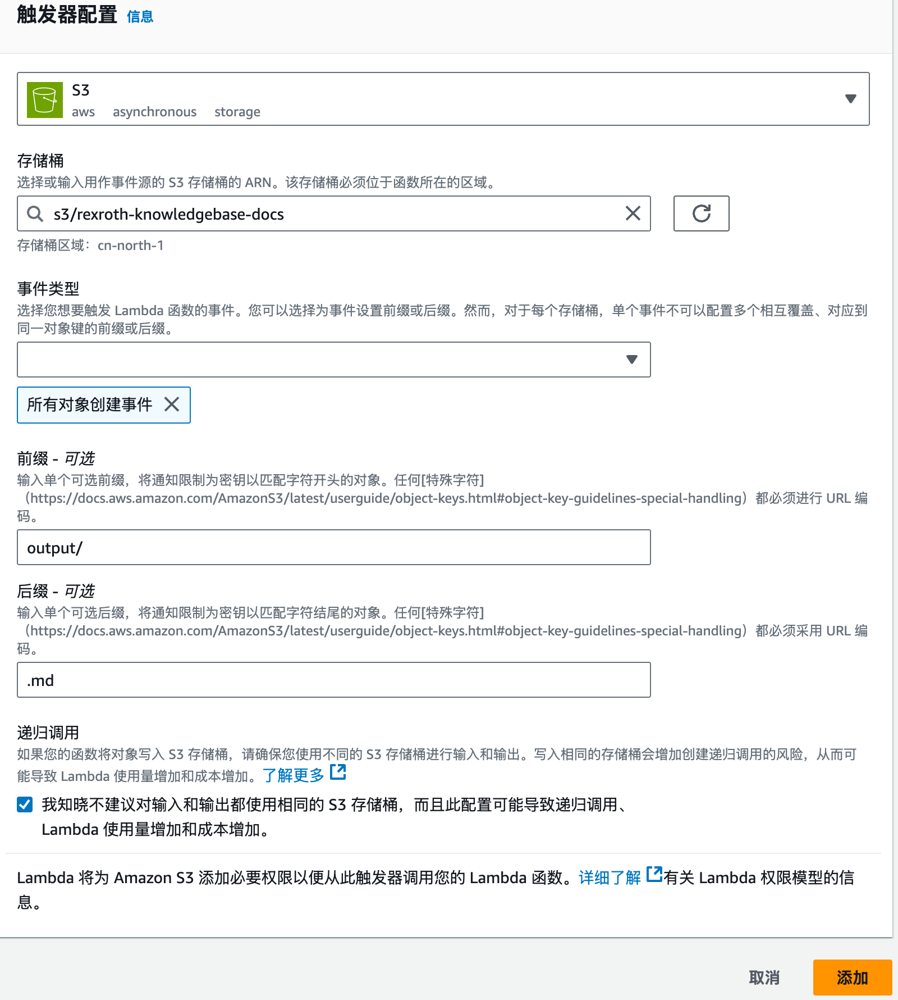 触发器配置 信息
S3
aws asynchronous storage
存储桶
选择或输入用作事件源的 S3 存储桶的 ARN。该存储桶必须位于函数所在的区域。
s3/rexroth-knowledgebase-docs
存储桶区域：cn-north-1
事件类型
选择您想要触发 Lambda 函数的事件。您可以选择为事件设置前缀或后缀。然而，对于每个存储桶，单个事件不可以配置多个相互覆盖、对应到
同一对象键的前缀或后缀。
所有对象创建事件
前缀 - 可选
输入单个可选前缀，将通知限制为密钥以匹配字符开头的对象。任何[特殊字符]
（https://docs.aws.amazon.com/AmazonS3/latest/userguide/object-keys.html#object-key-guidelines-special-handling）都必须进行 URL 编
码。
output/
后缀 - 可选
输入单个可选后缀，将通知限制为密钥以匹配字符结尾的对象。任何[特殊字符]
（https://docs.aws.amazon.com/AmazonS3/latest/userguide/object-keys.html#object-key-guidelines-special-handling）都必须采用 URL 编
码。
.md
递归调用
如果您的函数将对象写入 S3 存储桶，请确保您使用不同的 S3 存储桶进行输入和输出。写入相同的存储桶会增加创建递归调用的风险，从而可
能导致 Lambda 使用量增加和成本增加。了解更多
我知晓不建议对输入和输出都使用相同的 S3 存储桶，而且此配置可能导致递归调用、
Lambda 使用量增加和成本增加。
Lambda 将为 Amazon S3 添加必要权限以便从此触发器调用您的 Lambda 函数。详细了解 有关 Lambda 权限模型的信
息。
取消 添加